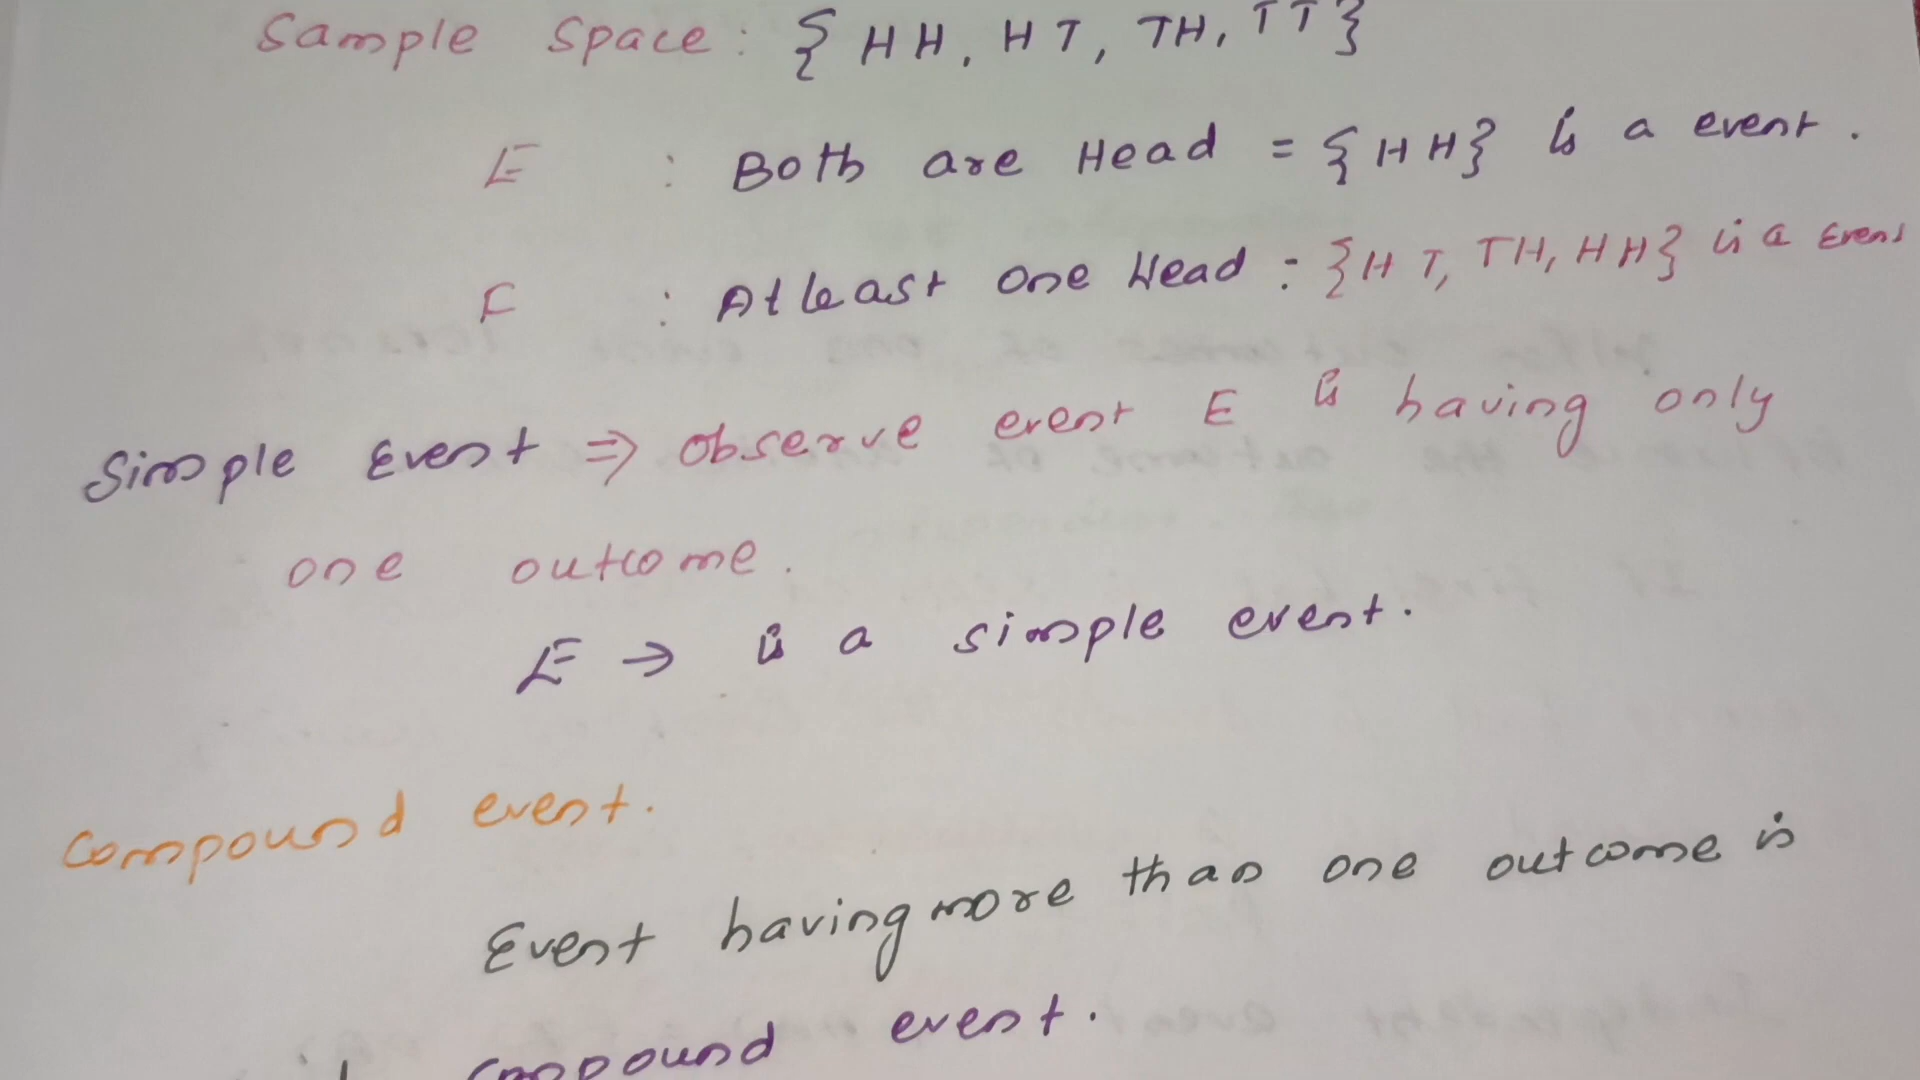 Sample Space: { HH, HT, TH, TT}
E : Both are Head = {HH} is a event.
F : Atleast one Head : {HT, TH, HH} is a Event
Simple Event ⇒ Observe event E is having only
one outcome.
E → is a simple event.
Compound event.
Event having more than one outcome is
compound event.